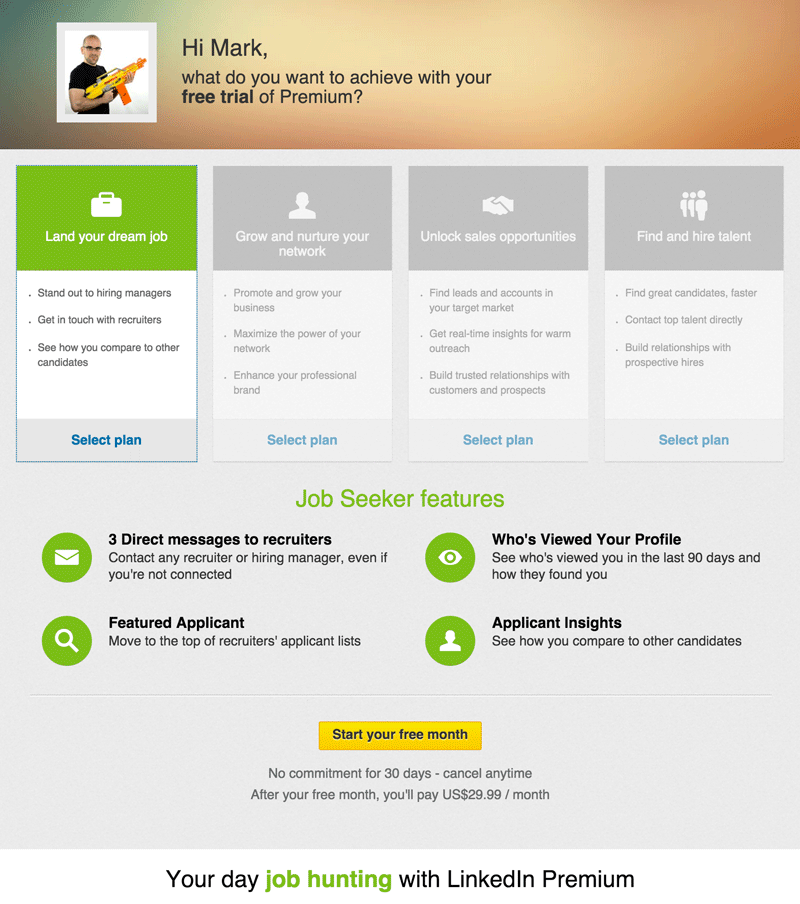 Hi Mark,
what do you want to achieve with your
free trial of Premium?
Land your dream job
Stand out to hiring managers
Get in touch with recruiters
See how you compare to other
candidates
Select plan
Grow and nurture your
network
Promote and grow your
business
Maximize the power of your
network
Enhance your professional
brand
Select plan
Unlock sales opportunities
Find leads and accounts in
your target market
Get real-time insights for warm
outreach
Build trusted relationships with
customers and prospects
Select plan
Find and hire talent
Find great candidates, faster
Contact top talent directly
Build relationships with
prospective hires
Select plan
Job Seeker features
3 Direct messages to recruiters
Contact any recruiter or hiring manager, even if
you're not connected
Who's Viewed Your Profile
See who's viewed you in the last 90 days and
how they found you
Featured Applicant
Move to the top of recruiters' applicant lists
Applicant Insights
See how you compare to other candidates
Start your free month
No commitment for 30 days - cancel anytime
After your free month, you'll pay US$29.99 / month
Your day job hunting with LinkedIn Premium